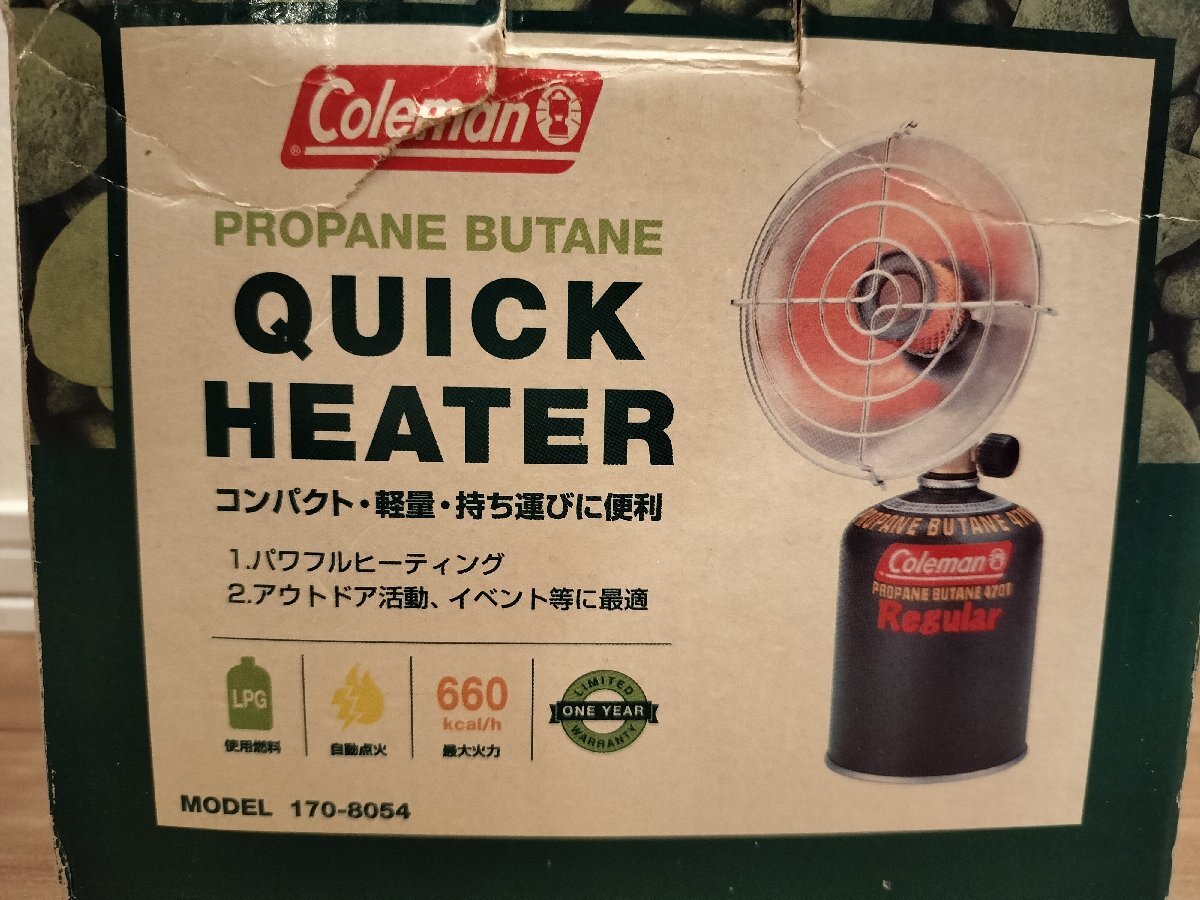 Coleman
®
PROPANE BUTANE
QUICK
HEATER
コンパクト・軽量・持ち運びに便利
1.パワフルヒーティング
2.アウトドア活動、イベント等に最適
LPG
使用燃料
自動点火
660
kcal/h
最大火力
LIMITED
ONE YEAR
WARRANTY
MODEL 170-8054
PROPANE BUTANE
Coleman
PROPANE BUTANE 470T
Regular